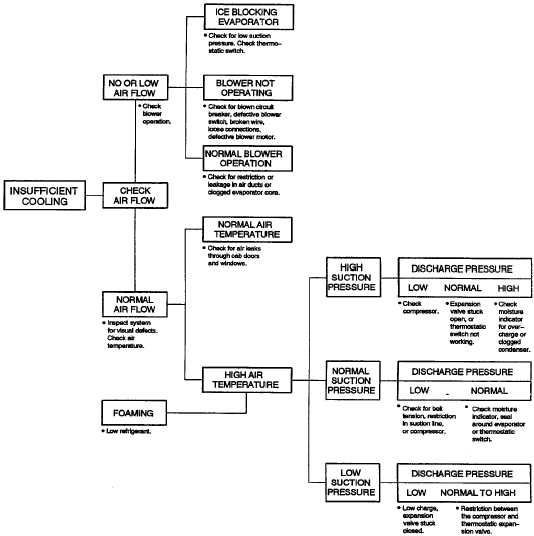 ICE BLOCKING
EVAPORATOR
• Check for low suction
pressure. Check thermo-
static switch.
NO OR LOW
AIR FLOW
• Check
blower
operation.
BLOWER NOT
OPERATING
• Check for blown circuit
breaker, defective blower
switch, broken wire,
loose connections,
defective blower motor.
NORMAL BLOWER
OPERATION
• Check for restriction or
leakage in air ducts or
clogged evaporator core.
INSUFFICIENT
COOLING
CHECK
AIR FLOW
NORMAL AIR
TEMPERATURE
• Check for air leaks
through cab doors
and windows.
NORMAL
AIR FLOW
• Inspect system
for visual defects.
Check air
temperature.
HIGH AIR
TEMPERATURE
FOAMING
• Low refrigerant.
HIGH
SUCTION
PRESSURE
DISCHARGE PRESSURE
LOW NORMAL HIGH
• Check
compressor.
• Expansion
valve stuck
open, or
thermostatic
switch not
working.
• Check
moisture
indicator
for over-
charge or
clogged
condenser.
NORMAL
SUCTION
PRESSURE
DISCHARGE PRESSURE
LOW - NORMAL
• Check for belt
tension, restriction
in suction line,
or compressor.
• Check moisture
indicator, seal
around evaporator
or thermostatic
switch.
LOW
SUCTION
PRESSURE
DISCHARGE PRESSURE
LOW NORMAL TO HIGH
• Low charge,
expansion
valve stuck
closed.
• Restriction between
the compressor and
thermostatic expan-
sion valve.